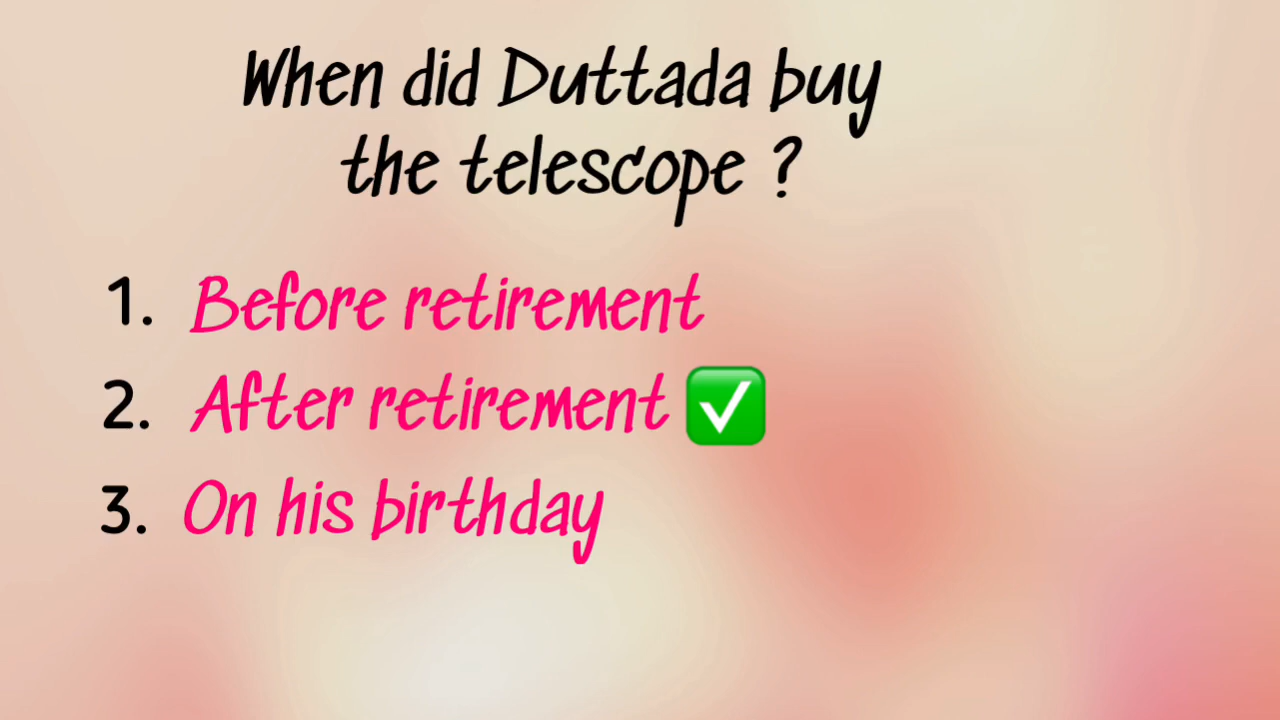 When did Duttada buy
the telescope ?
1. Before retirement
2. After retirement ✅
3. On his birthday